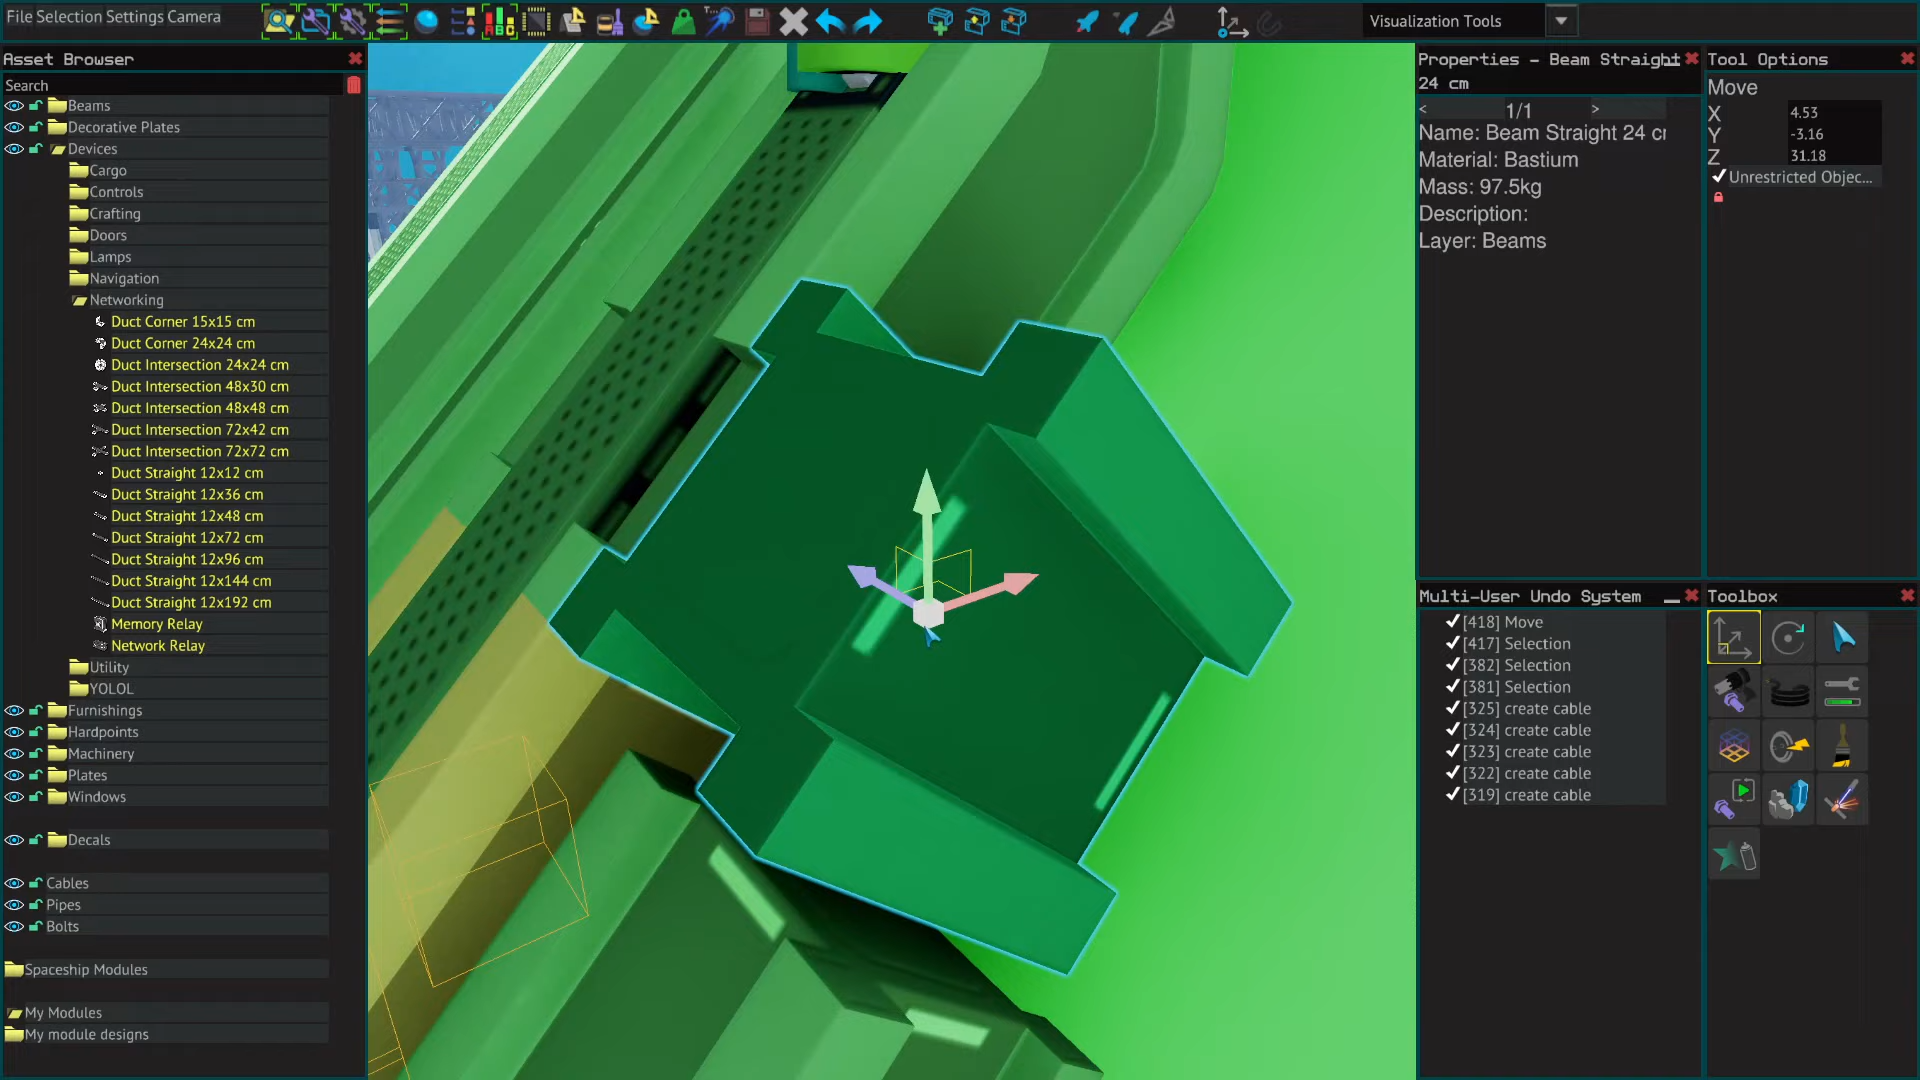 File Selection Settings Camera
ABC
Visualization Tools
Asset Browser
Search
Beams
Decorative Plates
Devices
Cargo
Controls
Crafting
Doors
Lamps
Navigation
Networking
Duct Corner 15x15 cm
Duct Corner 24x24 cm
Duct Intersection 24x24 cm
Duct Intersection 48x30 cm
Duct Intersection 48x48 cm
Duct Intersection 72x42 cm
Duct Intersection 72x72 cm
Duct Straight 12x12 cm
Duct Straight 12x36 cm
Duct Straight 12x48 cm
Duct Straight 12x72 cm
Duct Straight 12x96 cm
Duct Straight 12x144 cm
Duct Straight 12x192 cm
Memory Relay
Network Relay
Utility
YOLOL
Furnishings
Hardpoints
Machinery
Plates
Windows
Decals
Cables
Pipes
Bolts
Spaceship Modules
My Modules
My module designs
Properties - Beam Straight
24 cm
< 1/1 >
Name: Beam Straight 24 cr
Material: Bastium
Mass: 97.5kg
Description:
Layer: Beams
Tool Options
Move
X 4.53
Y -3.16
Z 31.18
Unrestricted Objec...
Multi-User Undo System
[418] Move
[417] Selection
[382] Selection
[381] Selection
[325] create cable
[324] create cable
[323] create cable
[322] create cable
[319] create cable
Toolbox